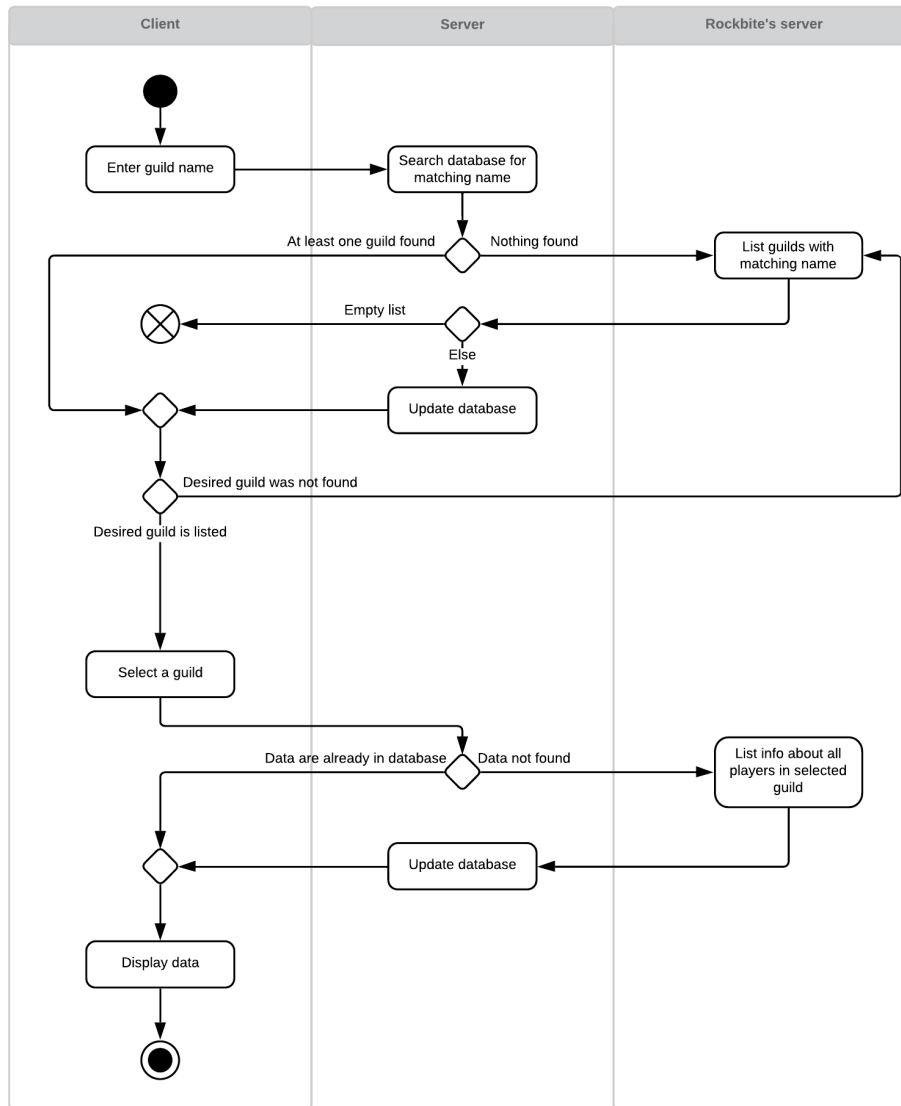 Client
Server
Rockbite's server
Enter guild name
Search database for
matching name
At least one guild found
Nothing found
List guilds with
matching name
Empty list
Else
Update database
Desired guild was not found
Desired guild is listed
Select a guild
Data are already in database
Data not found
List info about all
players in selected
guild
Update database
Display data